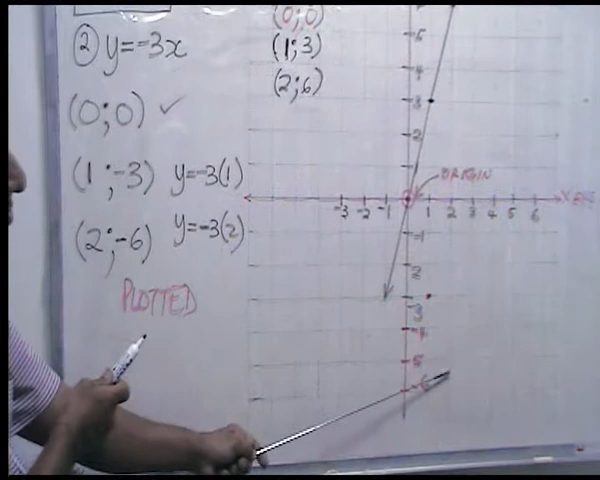 (0;0)
② y=-3x
(1;3)
(2;6)
(0;0) ✓
(1;-3) y=-3(1)
(2;-6) y=-3(2)
PLOTTED
5
4
3
2
1
ORIGIN
X AXIS
-3 -2 -1 1 2 3 4 5 6
-1
2
3
-4
5
-6